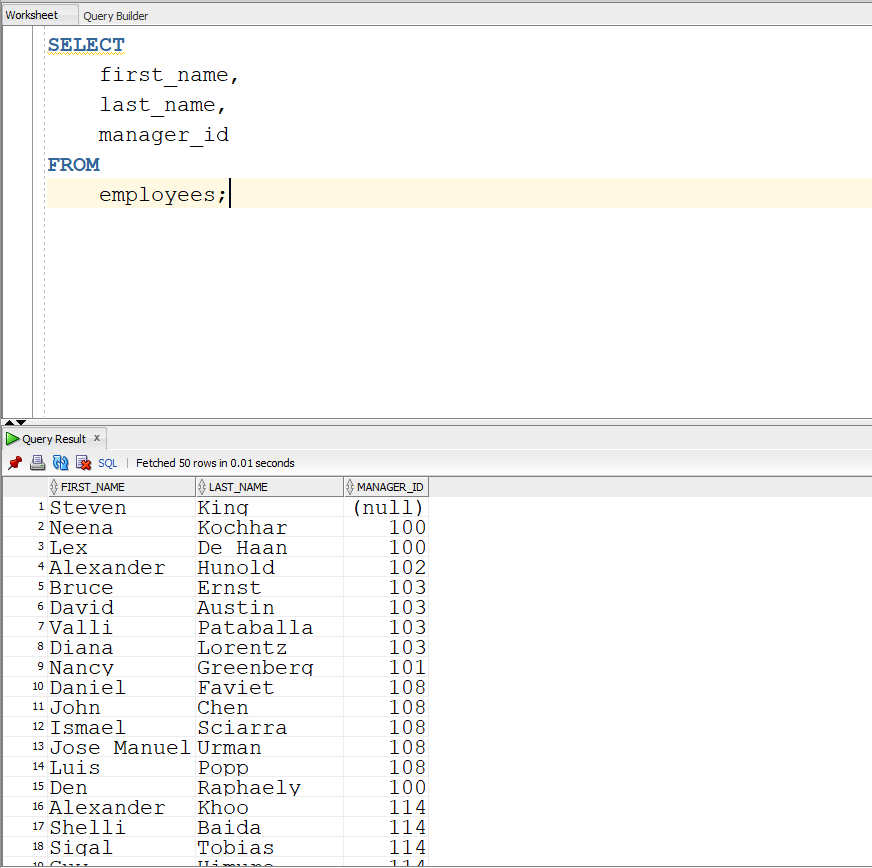 Worksheet Query Builder
SELECT
first_name,
last_name,
manager_id
FROM
employees;
Query Result x
SQL | Fetched 50 rows in 0.01 seconds
FIRST_NAME LAST_NAME MANAGER_ID
1 Steven King (null)
2 Neena Kochhar 100
3 Lex De Haan 100
4 Alexander Hunold 102
5 Bruce Ernst 103
6 David Austin 103
7 Valli Pataballa 103
8 Diana Lorentz 103
9 Nancy Greenberg 101
10 Daniel Faviet 108
11 John Chen 108
12 Ismael Sciarra 108
13 Jose Manuel Urman 108
14 Luis Popp 108
15 Den Raphaely 100
16 Alexander Khoo 114
17 Shelli Baida 114
18 Sigal Tobias 114
19 Guy Himuro 114